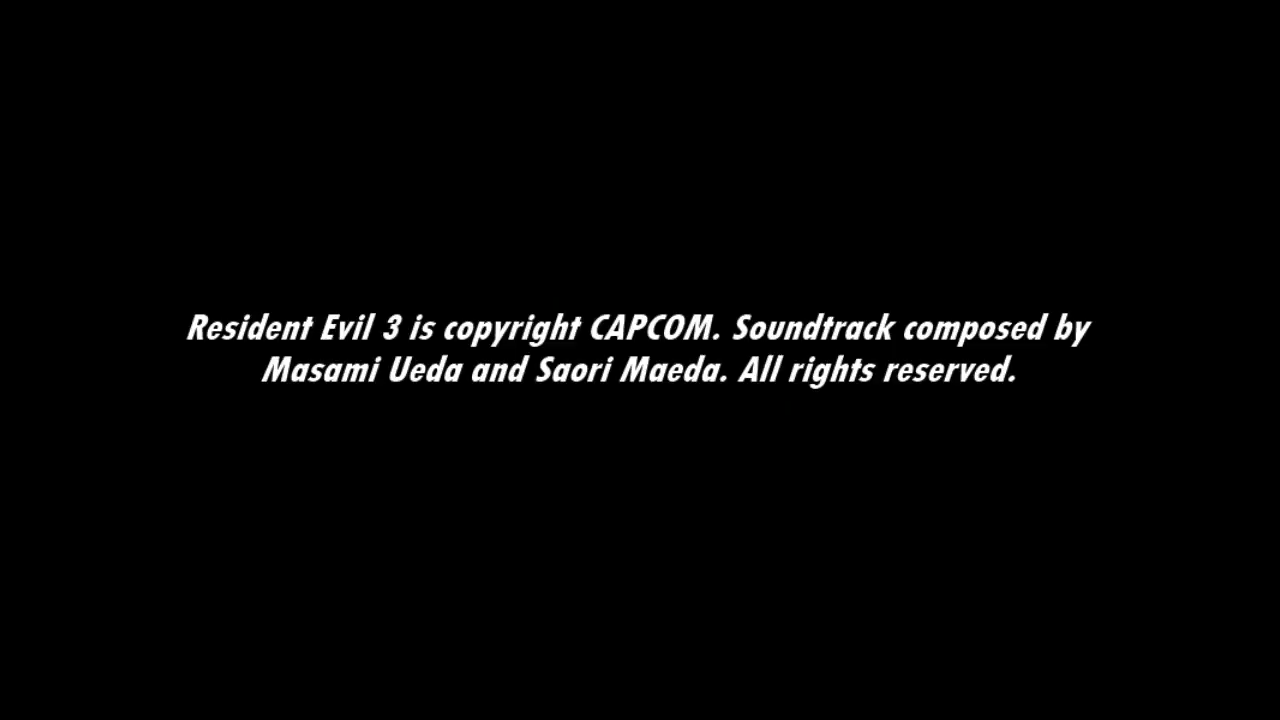 Resident Evil 3 is copyright CAPCOM. Soundtrack composed by
Masami Ueda and Saori Maeda. All rights reserved.